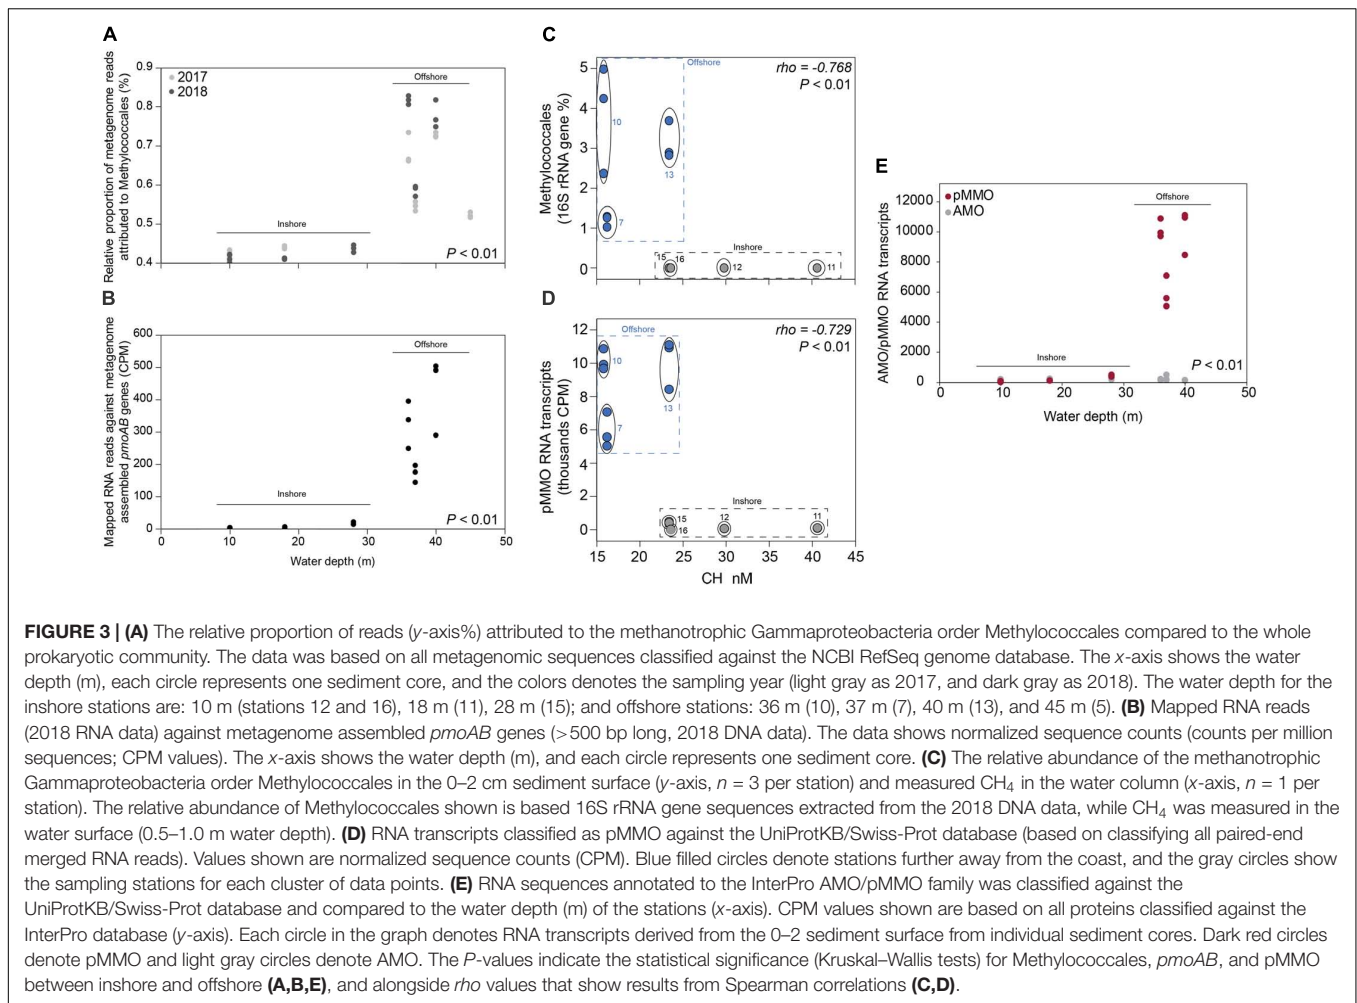 A
Relative proportion of metagenome reads
attributed to Methylococcales (%)
0.9
0.8
0.7
0.6
0.5
0.4
2017
2018
Offshore
Inshore
P < 0.01
B
Mapped RNA reads against metagenome
assembled pmoAB genes (CPM)
600
500
400
300
200
100
0
Offshore
Inshore
P < 0.01
0
10
20
30
40
50
Water depth (m)
C
Methylococcales
(16S rRNA gene %)
5
4
3
2
1
0
Offshore
rho = -0.768
P < 0.01
10
13
7
Inshore
15
16
12
11
D
pMMO RNA transcripts
(thousands CPM)
12
10
8
6
4
2
0
Offshore
rho = -0.729
P < 0.01
10
13
7
Inshore
15
16
12
11
15
20
25
30
35
40
45
CH nM
E
AMO/pMMO RNA transcripts
12000
10000
8000
6000
4000
2000
0
pMMO
AMO
Offshore
Inshore
P < 0.01
0
10
20
30
40
50
Water depth (m)
FIGURE 3 | (A) The relative proportion of reads (y-axis%) attributed to the methanotrophic Gammaproteobacteria order Methylococcales compared to the whole
prokaryotic community. The data was based on all metagenomic sequences classified against the NCBI RefSeq genome database. The x-axis shows the water
depth (m), each circle represents one sediment core, and the colors denotes the sampling year (light gray as 2017, and dark gray as 2018). The water depth for the
inshore stations are: 10 m (stations 12 and 16), 18 m (11), 28 m (15); and offshore stations: 36 m (10), 37 m (7), 40 m (13), and 45 m (5). (B) Mapped RNA reads
(2018 RNA data) against metagenome assembled pmoAB genes (>500 bp long, 2018 DNA data). The data shows normalized sequence counts (counts per million
sequences; CPM values). The x-axis shows the water depth (m), and each circle represents one sediment core. (C) The relative abundance of the methanotrophic
Gammaproteobacteria order Methylococcales in the 0–2 cm sediment surface (y-axis, n = 3 per station) and measured CH4 in the water column (x-axis, n = 1 per
station). The relative abundance of Methylococcales shown is based 16S rRNA gene sequences extracted from the 2018 DNA data, while CH4 was measured in the
water surface (0.5–1.0 m water depth). (D) RNA transcripts classified as pMMO against the UniProtKB/Swiss-Prot database (based on classifying all paired-end
merged RNA reads). Values shown are normalized sequence counts (CPM). Blue filled circles denote stations further away from the coast, and the gray circles show
the sampling stations for each cluster of data points. (E) RNA sequences annotated to the InterPro AMO/pMMO family was classified against the
UniProtKB/Swiss-Prot database and compared to the water depth (m) of the stations (x-axis). CPM values shown are based on all proteins classified against the
InterPro database (y-axis). Each circle in the graph denotes RNA transcripts derived from the 0–2 sediment surface from individual sediment cores. Dark red circles
denote pMMO and light gray circles denote AMO. The P-values indicate the statistical significance (Kruskal–Wallis tests) for Methylococcales, pmoAB, and pMMO
between inshore and offshore (A,B,E), and alongside rho values that show results from Spearman correlations (C,D).